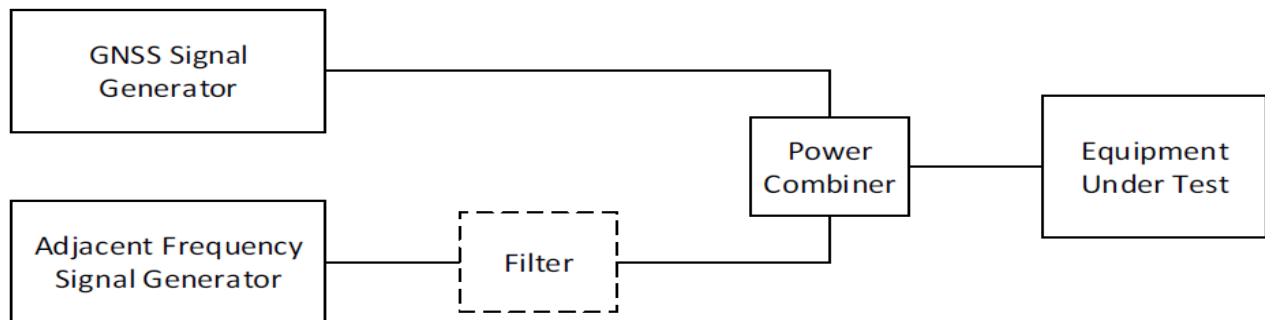 GNSS Signal
Generator
Power
Combiner
Equipment
Under Test
Adjacent Frequency
Signal Generator
Filter